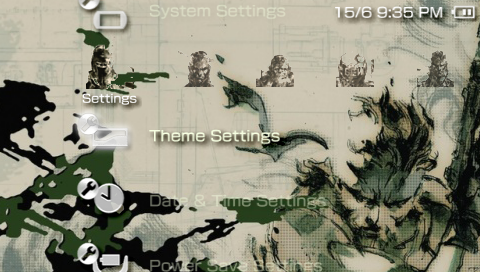 System Settings
15/6 9:35 PM
Settings
Theme Settings
Date & Time Settings
Power Save Settings